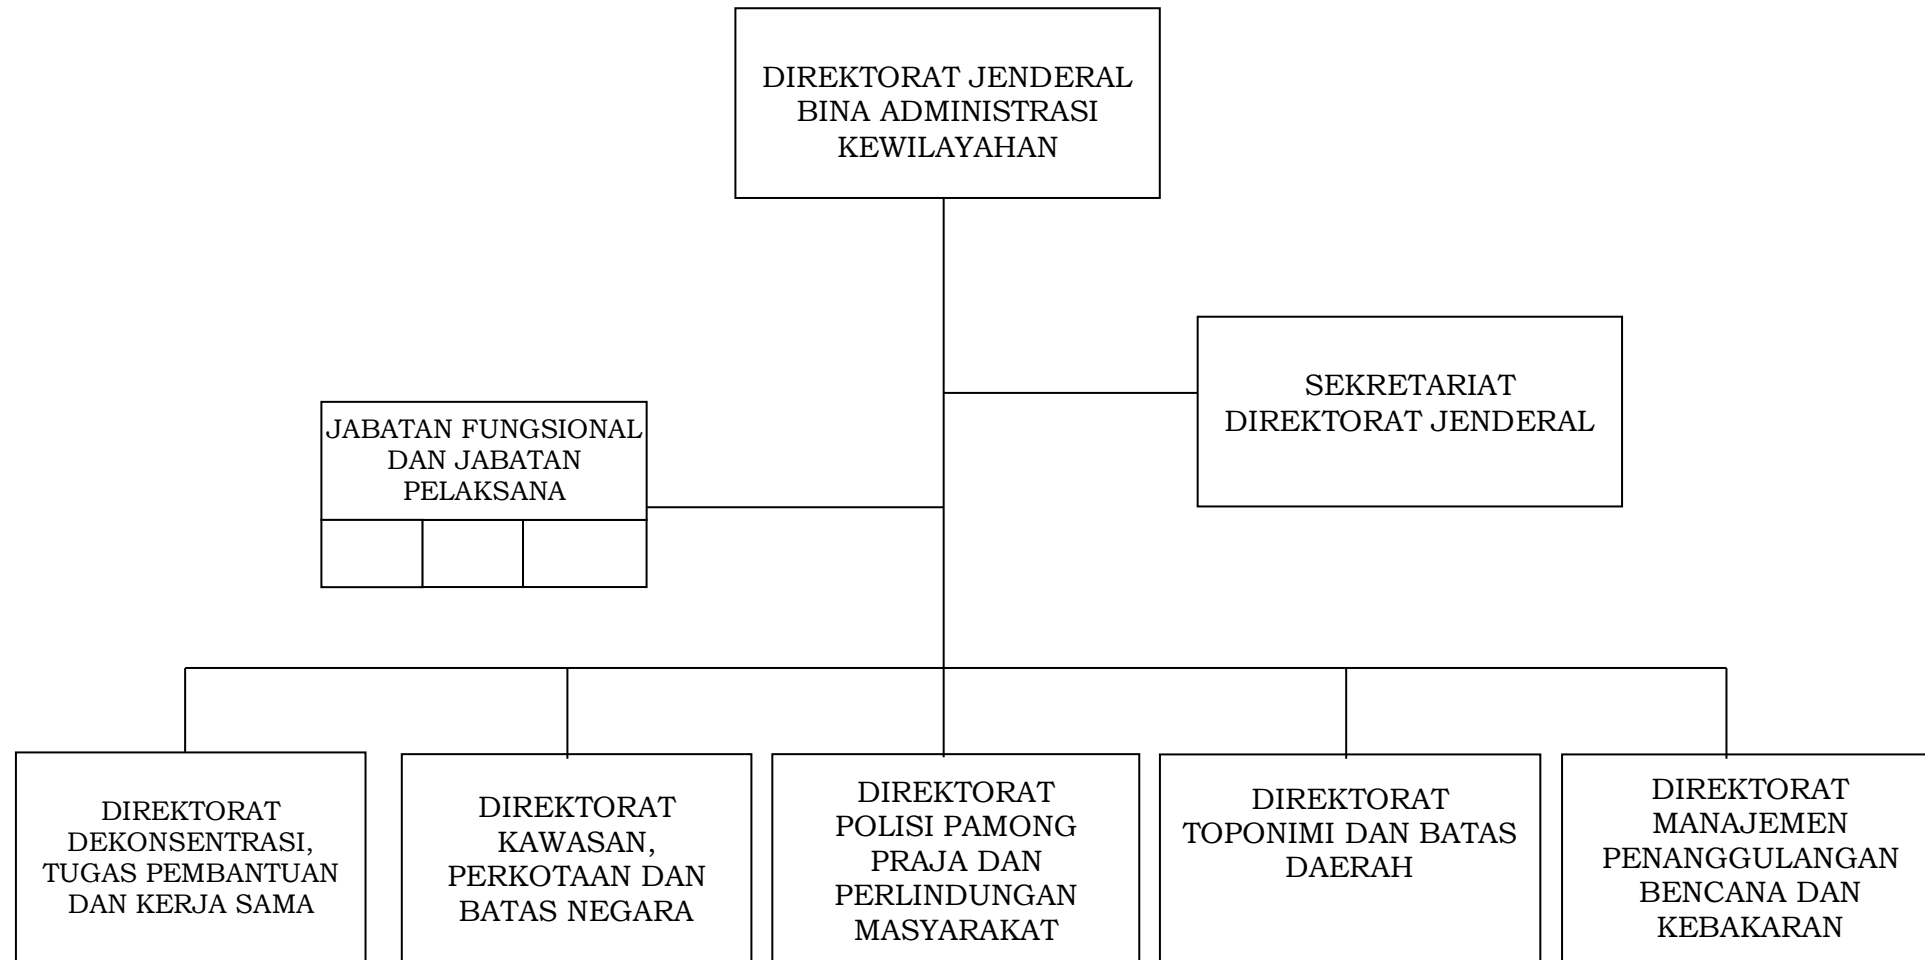 DIREKTORAT JENDERAL
BINA ADMINISTRASI
KEWILAYAHAN
SEKRETARIAT
DIREKTORAT JENDERAL
JABATAN FUNGSIONAL
DAN JABATAN
PELAKSANA
DIREKTORAT
DEKONSENTRASI,
TUGAS PEMBANTUAN
DAN KERJA SAMA
DIREKTORAT
KAWASAN,
PERKOTAAN DAN
BATAS NEGARA
DIREKTORAT
POLISI PAMONG
PRAJA DAN
PERLINDUNGAN
MASYARAKAT
DIREKTORAT
TOPONIMI DAN BATAS
DAERAH
DIREKTORAT
MANAJEMEN
PENANGGULANGAN
BENCANA DAN
KEBAKARAN